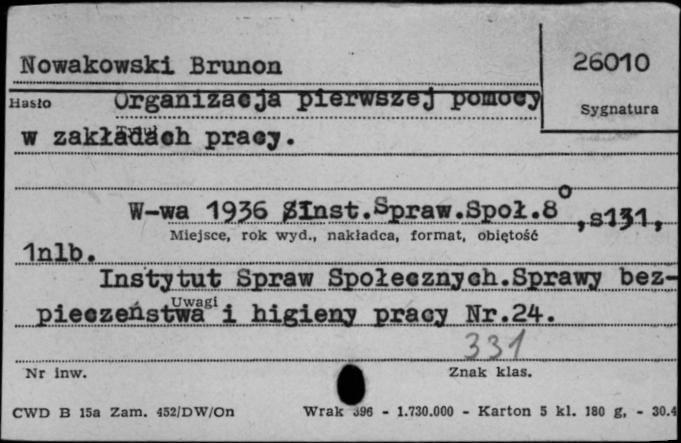 Nowakowski Brunon
26010
Hasło Organizacja pierwszej pomocy
Sygnatura
w zakładach pracy.
W-wa 1936 Inst.Spraw.Społ.8°,s131,
Miejsce, rok wyd., nakładca, format, objętość
1nlb.
Instytut Spraw Społecznych.Sprawy bez-
Uwagi
pieczeństwa i higieny pracy Nr.24.
331
Nr inw.
Znak klas.
CWD B 15a Zam. 452/DW/On Wrak 396 - 1.730.000 - Karton 5 kl. 180 g, - 30.4